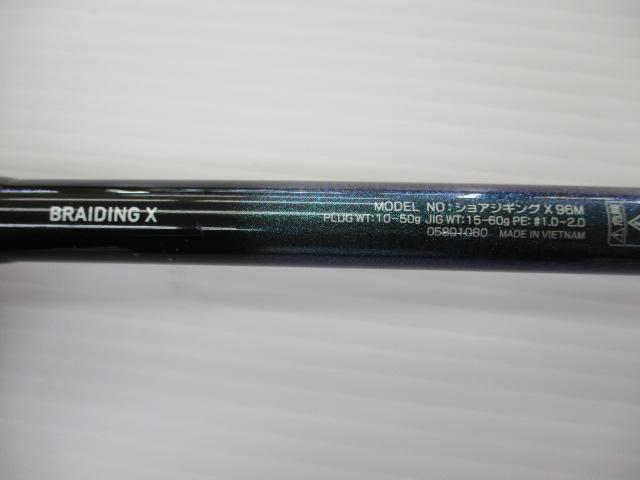 BRAIDING X
MODEL NO:ショアジギング X 96M
PLUG WT:10-50g JIG WT:15-60g PE:#1.0-2.0
05801080 MADE IN VIETNAM